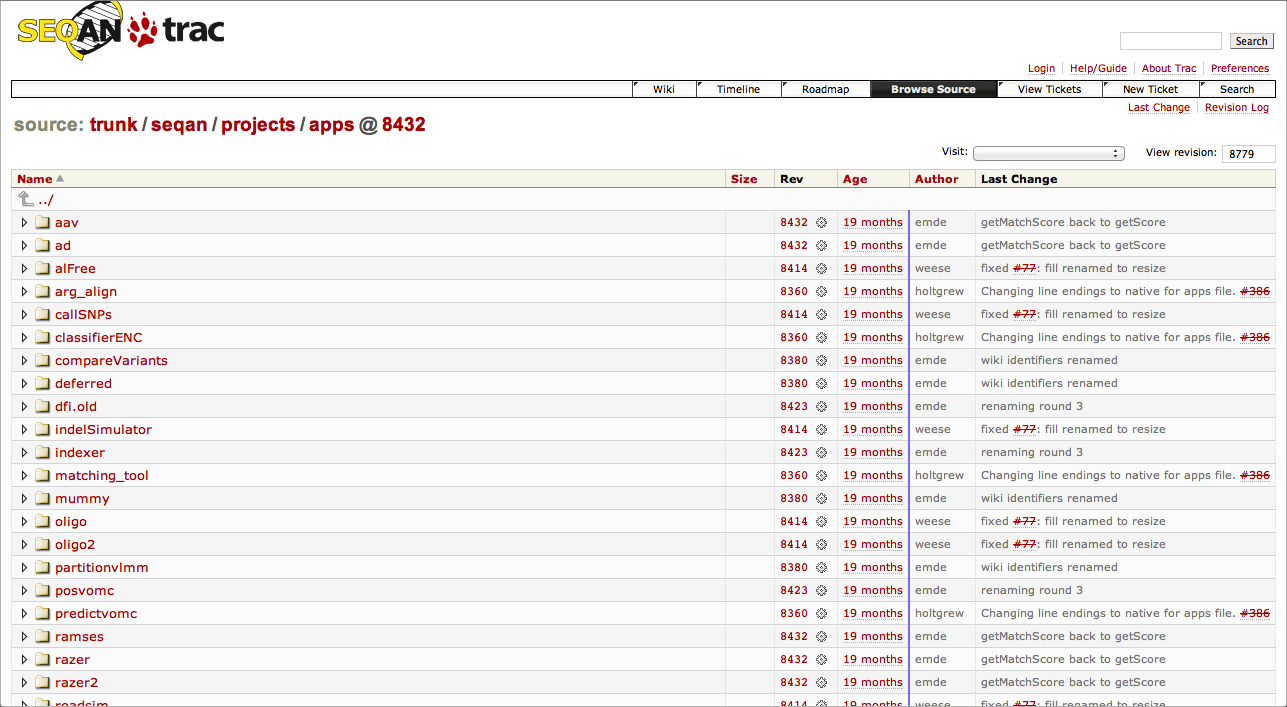 SEQAN trac
Search
Login Help/Guide About Trac Preferences
Wiki Timeline Roadmap Browse Source View Tickets New Ticket Search
Last Change Revision Log
source: trunk / seqan / projects / apps @ 8432
Visit: View revision: 8779
Name Size Rev Age Author Last Change
../
aav 8432 19 months emde getMatchScore back to getScore
ad 8432 19 months emde getMatchScore back to getScore
alFree 8414 19 months weese fixed #77: fill renamed to resize
arg_align 8360 19 months holtgrew Changing line endings to native for apps file. #386
callSNPs 8414 19 months weese fixed #77: fill renamed to resize
classifierENC 8360 19 months holtgrew Changing line endings to native for apps file. #386
compareVariants 8380 19 months emde wiki identifiers renamed
deferred 8380 19 months emde wiki identifiers renamed
dfi.old 8423 19 months emde renaming round 3
indelSimulator 8414 19 months weese fixed #77: fill renamed to resize
indexer 8423 19 months emde renaming round 3
matching_tool 8360 19 months holtgrew Changing line endings to native for apps file. #386
mummy 8380 19 months emde wiki identifiers renamed
oligo 8414 19 months weese fixed #77: fill renamed to resize
oligo2 8414 19 months weese fixed #77: fill renamed to resize
partitionvlmm 8380 19 months emde wiki identifiers renamed
posvomc 8423 19 months emde renaming round 3
predictvomc 8360 19 months holtgrew Changing line endings to native for apps file. #386
ramses 8432 19 months emde getMatchScore back to getScore
razer 8432 19 months emde getMatchScore back to getScore
razer2 8432 19 months emde getMatchScore back to getScore
readsim 8414 19 months weese fixed #77: fill renamed to resize